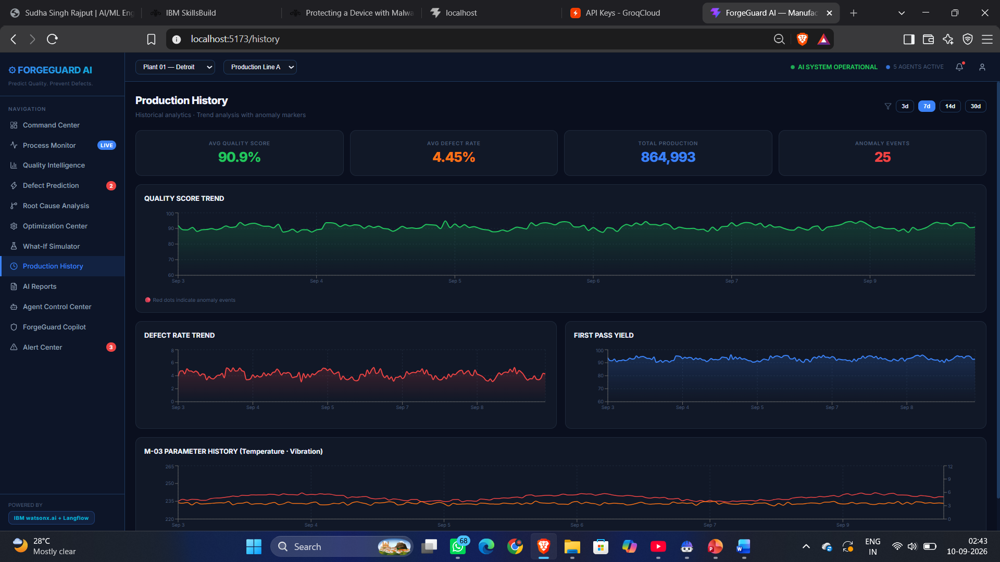 Sudha Singh Rajput | AI/ML Eng
IBM SkillsBuild
Protecting a Device with Malwa
localhost
API Keys - GroqCloud
ForgeGuard AI — Manufac
localhost:5173/history
FORGEGUARD AI
Predict Quality. Prevent Defects.
Plant 01 — Detroit
Production Line A
AI SYSTEM OPERATIONAL
5 AGENTS ACTIVE
NAVIGATION
Command Center
Process Monitor LIVE
Quality Intelligence
Defect Prediction 2
Root Cause Analysis
Optimization Center
What-If Simulator
Production History
AI Reports
Agent Control Center
ForgeGuard Copilot
Alert Center 3
POWERED BY
IBM watsonx.ai + Langflow
Production History
Historical analytics · Trend analysis with anomaly markers
3d 7d 14d 30d
AVG QUALITY SCORE
90.9%
AVG DEFECT RATE
4.45%
TOTAL PRODUCTION
864,993
ANOMALY EVENTS
25
QUALITY SCORE TREND
100
90
80
70
60
Sep 3 Sep 4 Sep 5 Sep 6 Sep 7 Sep 9
Red dots indicate anomaly events
DEFECT RATE TREND
8
6
4
2
0
Sep 3 Sep 4 Sep 5 Sep 7 Sep 8
FIRST PASS YIELD
100
90
80
70
60
Sep 3 Sep 4 Sep 5 Sep 7 Sep 8
M-03 PARAMETER HISTORY (Temperature · Vibration)
265
250
235
220
12
9
6
3
0
Sep 3 Sep 4 Sep 5 Sep 6 Sep 7 Sep 9
28°C
Mostly clear
Search
68
ENG
IN
02:43
10-09-2026